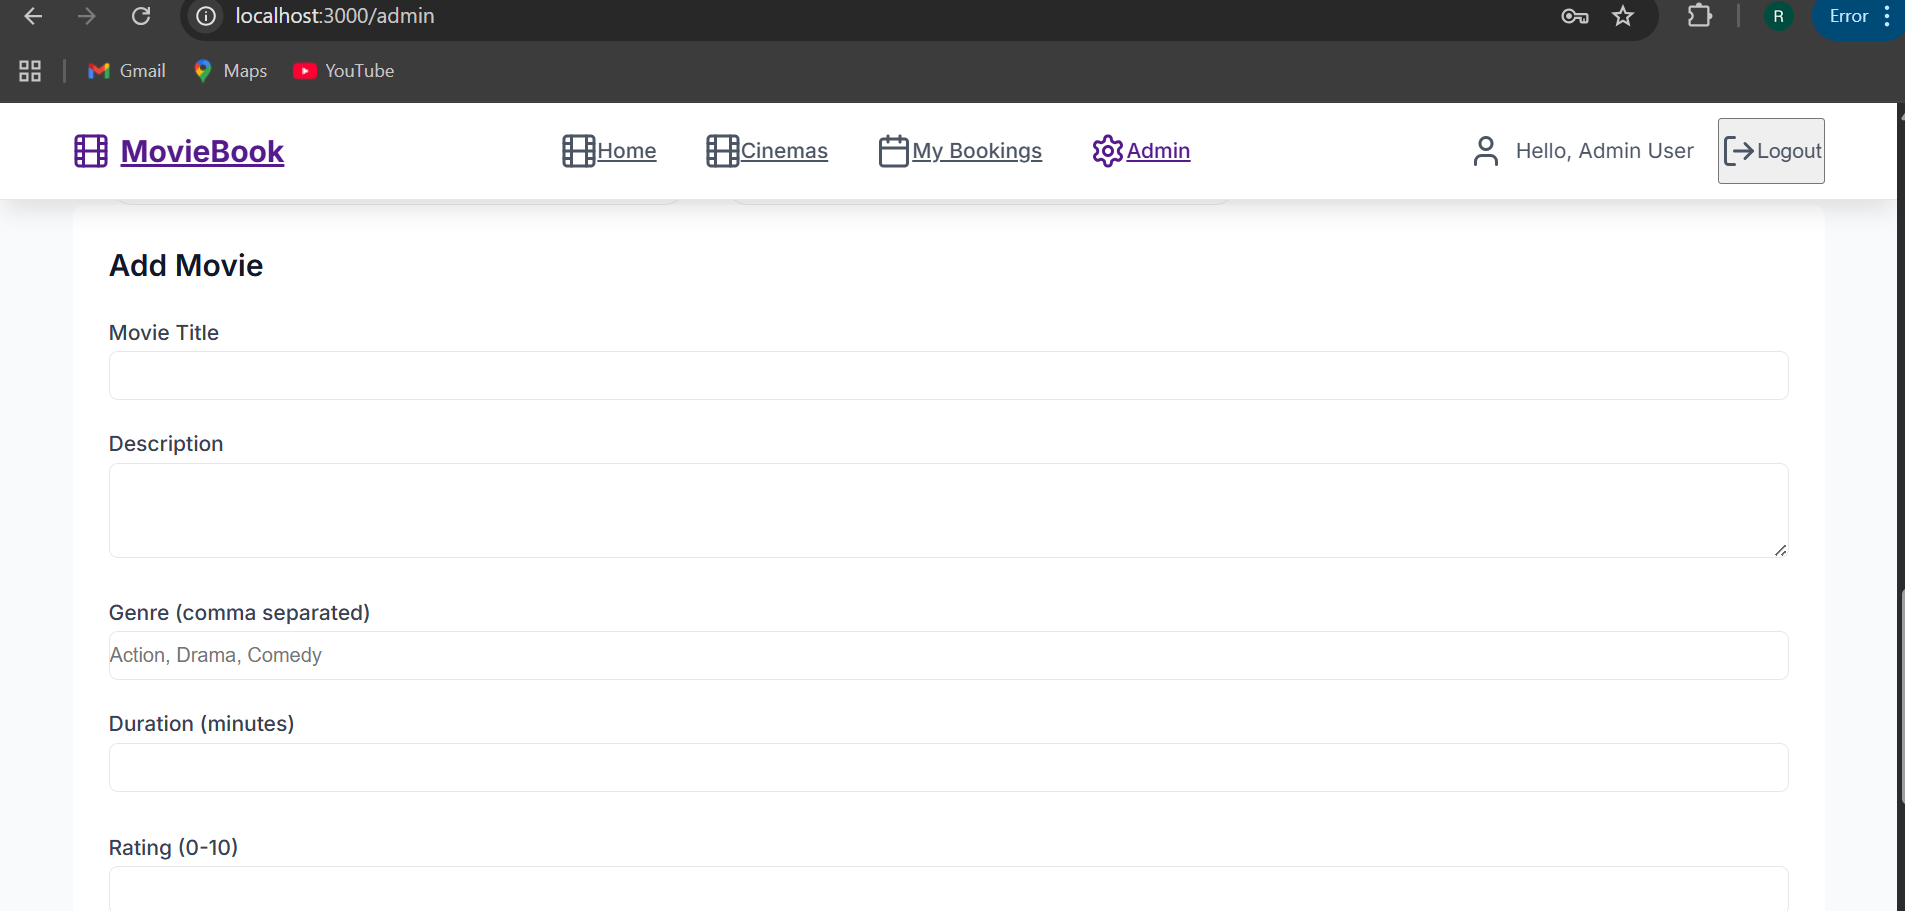 localhost:3000/admin
R
Error
Gmail
Maps
YouTube
MovieBook
Home
Cinemas
My Bookings
Admin
Hello, Admin User
Logout
Add Movie
Movie Title
Description
Genre (comma separated)
Action, Drama, Comedy
Duration (minutes)
Rating (0-10)